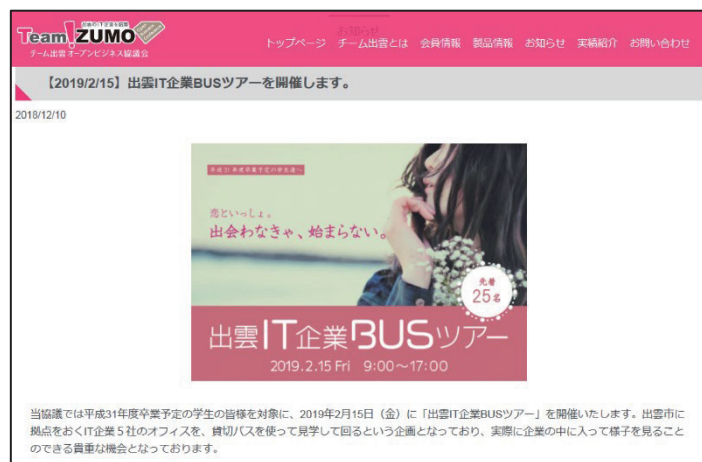 Team IZUMO
チーム出雲オープンビジネス協議会
お知らせ
トップページ チーム出雲とは 会員情報 製品情報 お知らせ 実績紹介 お問い合わせ
【2019/2/15】出雲IT企業BUSツアーを開催します。
2018/12/10
平成31年度卒業予定の学生達へ
恋といっしょ。
出会わなきゃ、始まらない。
先着
25名
出雲IT企業BUSツアー
2019.2.15 Fri 9:00～17:00
当協議では平成31年度卒業予定の学生の皆様を対象に、2019年2月15日（金）に「出雲IT企業BUSツアー」を開催いたします。出雲市に
拠点をおくIT企業５社のオフィスを、貸切バスを使って見学して回るという企画となっており、実際に企業の中に入って様子を見ること
のできる貴重な機会となっております。